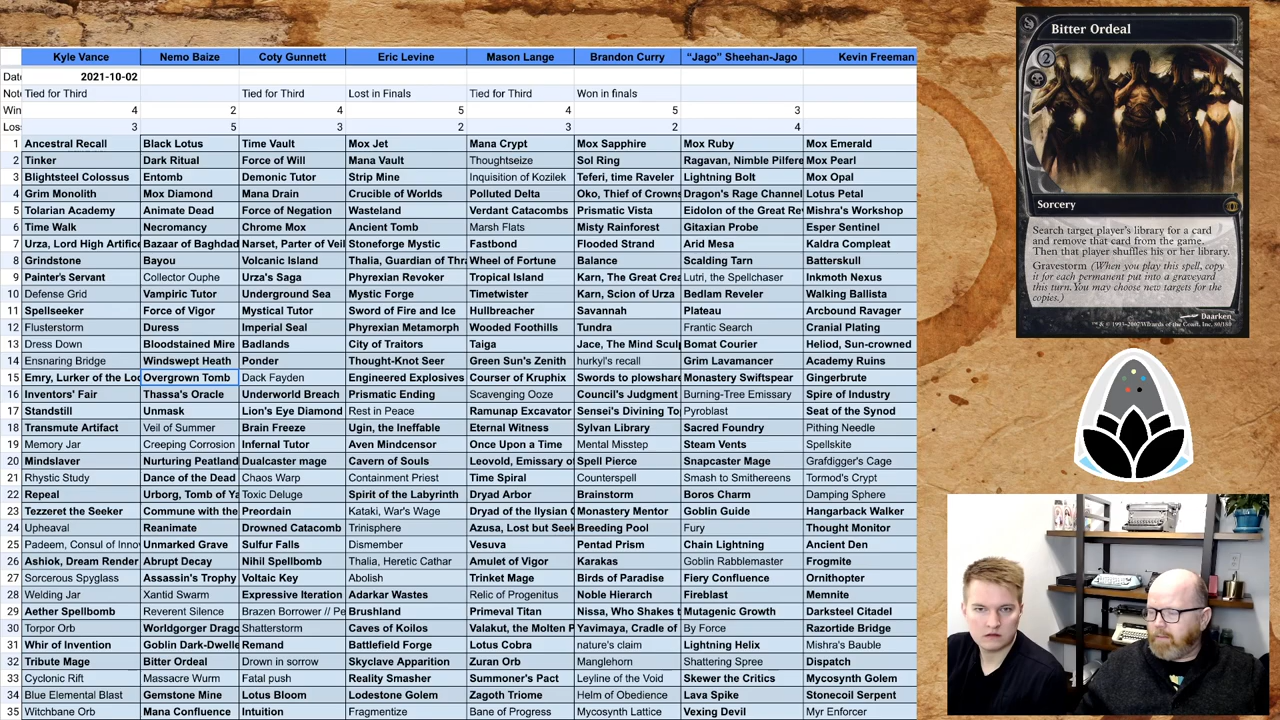 Kyle Vance Nemo Baize Coty Gunnett Eric Levine Mason Lange Brandon Curry “Jago” Sheehan-Jago Kevin Freeman
Date 2021-10-02
Note Tied for Third Tied for Third Lost in Finals Tied for Third Won in finals
Win 4 2 4 5 4 5 3
Los 3 5 3 2 3 2 4
1 Ancestral Recall Black Lotus Time Vault Mox Jet Mana Crypt Mox Sapphire Mox Ruby Mox Emerald
2 Tinker Dark Ritual Force of Will Mana Vault Thoughtseize Sol Ring Ragavan, Nimble Pilfere Mox Pearl
3 Blightsteel Colossus Entomb Demonic Tutor Strip Mine Inquisition of Kozilek Teferi, time Raveler Lightning Bolt Mox Opal
4 Grim Monolith Mox Diamond Mana Drain Crucible of Worlds Polluted Delta Oko, Thief of Crowns Dragon's Rage Channel Lotus Petal
5 Tolarian Academy Animate Dead Force of Negation Wasteland Verdant Catacombs Prismatic Vista Eidolon of the Great Rev Mishra's Workshop
6 Time Walk Necromancy Chrome Mox Ancient Tomb Marsh Flats Misty Rainforest Gitaxian Probe Esper Sentinel
7 Urza, Lord High Artifice Bazaar of Baghdad Narset, Parter of Veil Stoneforge Mystic Fastbond Flooded Strand Arid Mesa Kaldra Compleat
8 Grindstone Bayou Volcanic Island Thalia, Guardian of Thra Wheel of Fortune Balance Scalding Tarn Batterskull
9 Painter's Servant Collector Ouphe Urza's Saga Phyrexian Revoker Tropical Island Karn, The Great Crea Lutri, the Spellchaser Inkmoth Nexus
10 Defense Grid Vampiric Tutor Underground Sea Mystic Forge Timetwister Karn, Scion of Urza Bedlam Reveler Walking Ballista
11 Spellseeker Force of Vigor Mystical Tutor Sword of Fire and Ice Hullbreacher Savannah Plateau Arcbound Ravager
12 Flusterstorm Duress Imperial Seal Phyrexian Metamorph Wooded Foothills Tundra Frantic Search Cranial Plating
13 Dress Down Bloodstained Mire Badlands City of Traitors Taiga Jace, The Mind Sculp Bomat Courier Heliod, Sun-crowned
14 Ensnaring Bridge Windswept Heath Ponder Thought-Knot Seer Green Sun's Zenith hurkyl's recall Grim Lavamancer Academy Ruins
15 Emry, Lurker of the Loc Overgrown Tomb Dack Fayden Engineered Explosives Courser of Kruphix Swords to plowshare Monastery Swiftspear Gingerbrute
16 Inventors' Fair Thassa's Oracle Underworld Breach Prismatic Ending Scavenging Ooze Council's Judgment Burning-Tree Emissary Spire of Industry
17 Standstill Unmask Lion's Eye Diamond Rest in Peace Ramunap Excavator Sensei's Divining To Pyroblast Seat of the Synod
18 Transmute Artifact Veil of Summer Brain Freeze Ugin, the Ineffable Eternal Witness Sylvan Library Sacred Foundry Pithing Needle
19 Memory Jar Creeping Corrosion Infernal Tutor Aven Mindcensor Once Upon a Time Mental Misstep Steam Vents Spellskite
20 Mindslaver Nurturing Peatland Dualcaster mage Cavern of Souls Leovold, Emissary o Spell Pierce Snapcaster Mage Grafdigger's Cage
21 Rhystic Study Dance of the Dead Chaos Warp Containment Priest Time Spiral Counterspell Smash to Smithereens Tormod's Crypt
22 Repeal Urborg, Tomb of Ya Toxic Deluge Spirit of the Labyrinth Dryad Arbor Brainstorm Boros Charm Damping Sphere
23 Tezzeret the Seeker Commune with the Preordain Kataki, War's Wage Dryad of the Ilysian G Monastery Mentor Goblin Guide Hangarback Walker
24 Upheaval Reanimate Drowned Catacomb Trinisphere Azusa, Lost but Seek Breeding Pool Fury Thought Monitor
25 Padeem, Consul of Inno Unmarked Grave Sulfur Falls Dismember Vesuva Pentad Prism Chain Lightning Ancient Den
26 Ashiok, Dream Render Abrupt Decay Nihil Spellbomb Thalia, Heretic Cathar Amulet of Vigor Karakas Goblin Rabblemaster Frogmite
27 Sorcerous Spyglass Assassin's Trophy Voltaic Key Abolish Trinket Mage Birds of Paradise Fiery Confluence Ornithopter
28 Welding Jar Xantid Swarm Expressive Iteration Adarkar Wastes Relic of Progenitus Noble Hierarch Fireblast Memnite
29 Aether Spellbomb Reverent Silence Brazen Borrower // Pe Brushland Primeval Titan Nissa, Who Shakes t Mutagenic Growth Darksteel Citadel
30 Torpor Orb Worldgorger Drago Shatterstorm Caves of Koilos Valakut, the Molten P Yavimaya, Cradle of By Force Razortide Bridge
31 Whir of Invention Goblin Dark-Dwelle Remand Battlefield Forge Lotus Cobra nature's claim Lightning Helix Mishra's Bauble
32 Tribute Mage Bitter Ordeal Drown in sorrow Skyclave Apparition Zuran Orb Manglehorn Shattering Spree Dispatch
33 Cyclonic Rift Massacre Wurm Fatal push Reality Smasher Summoner's Pact Leyline of the Void Skewer the Critics Mycosynth Golem
34 Blue Elemental Blast Gemstone Mine Lotus Bloom Lodestone Golem Zagoth Triome Helm of Obedience Lava Spike Stonecoil Serpent
35 Witchbane Orb Mana Confluence Intuition Fragmentize Bane of Progress Mycosynth Lattice Vexing Devil Myr Enforcer
Bitter Ordeal
2
Sorcery
Search target player's library for a
card and remove that card from the game.
Then that player shuffles his or her library.
Gravestorm (When you play this spell, copy
it for each permanent put into a graveyard
this turn. You may choose new targets for the
copies.)
Daarken